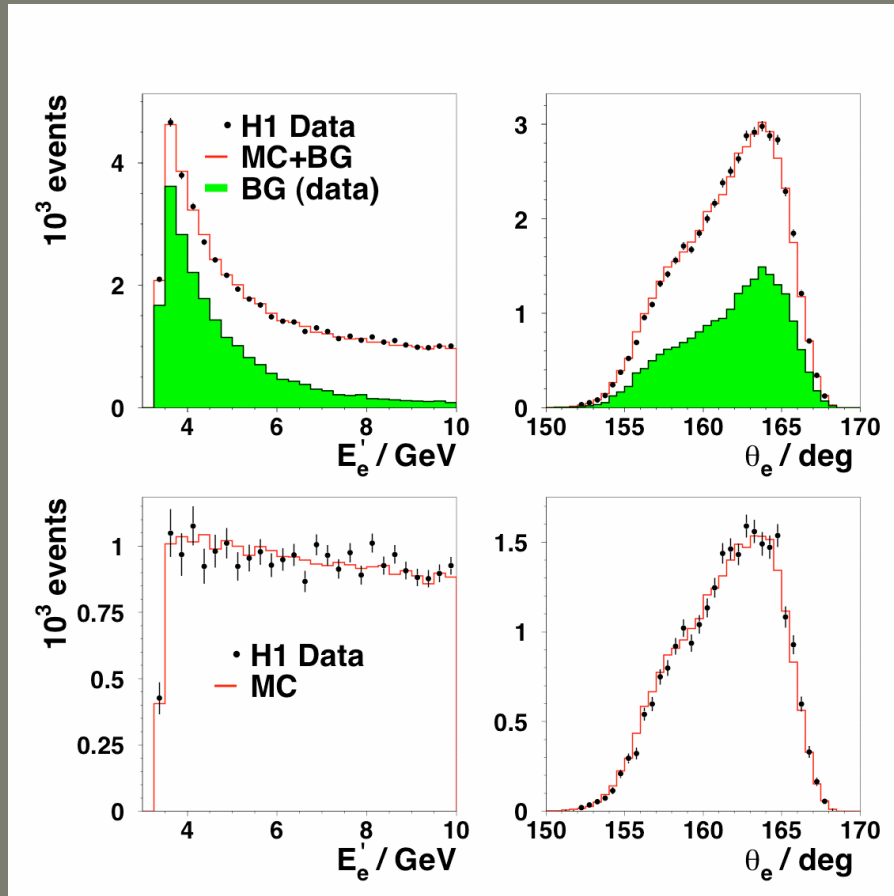 10³ events
4
2
0
H1 Data
MC+BG
BG (data)
4 6 8 10
E'ₑ / GeV
3
2
1
0
150 155 160 165 170
θₑ / deg
10³ events
1
0.75
0.5
0.25
0
H1 Data
MC
4 6 8 10
E'ₑ / GeV
1.5
1
0.5
0
150 155 160 165 170
θₑ / deg